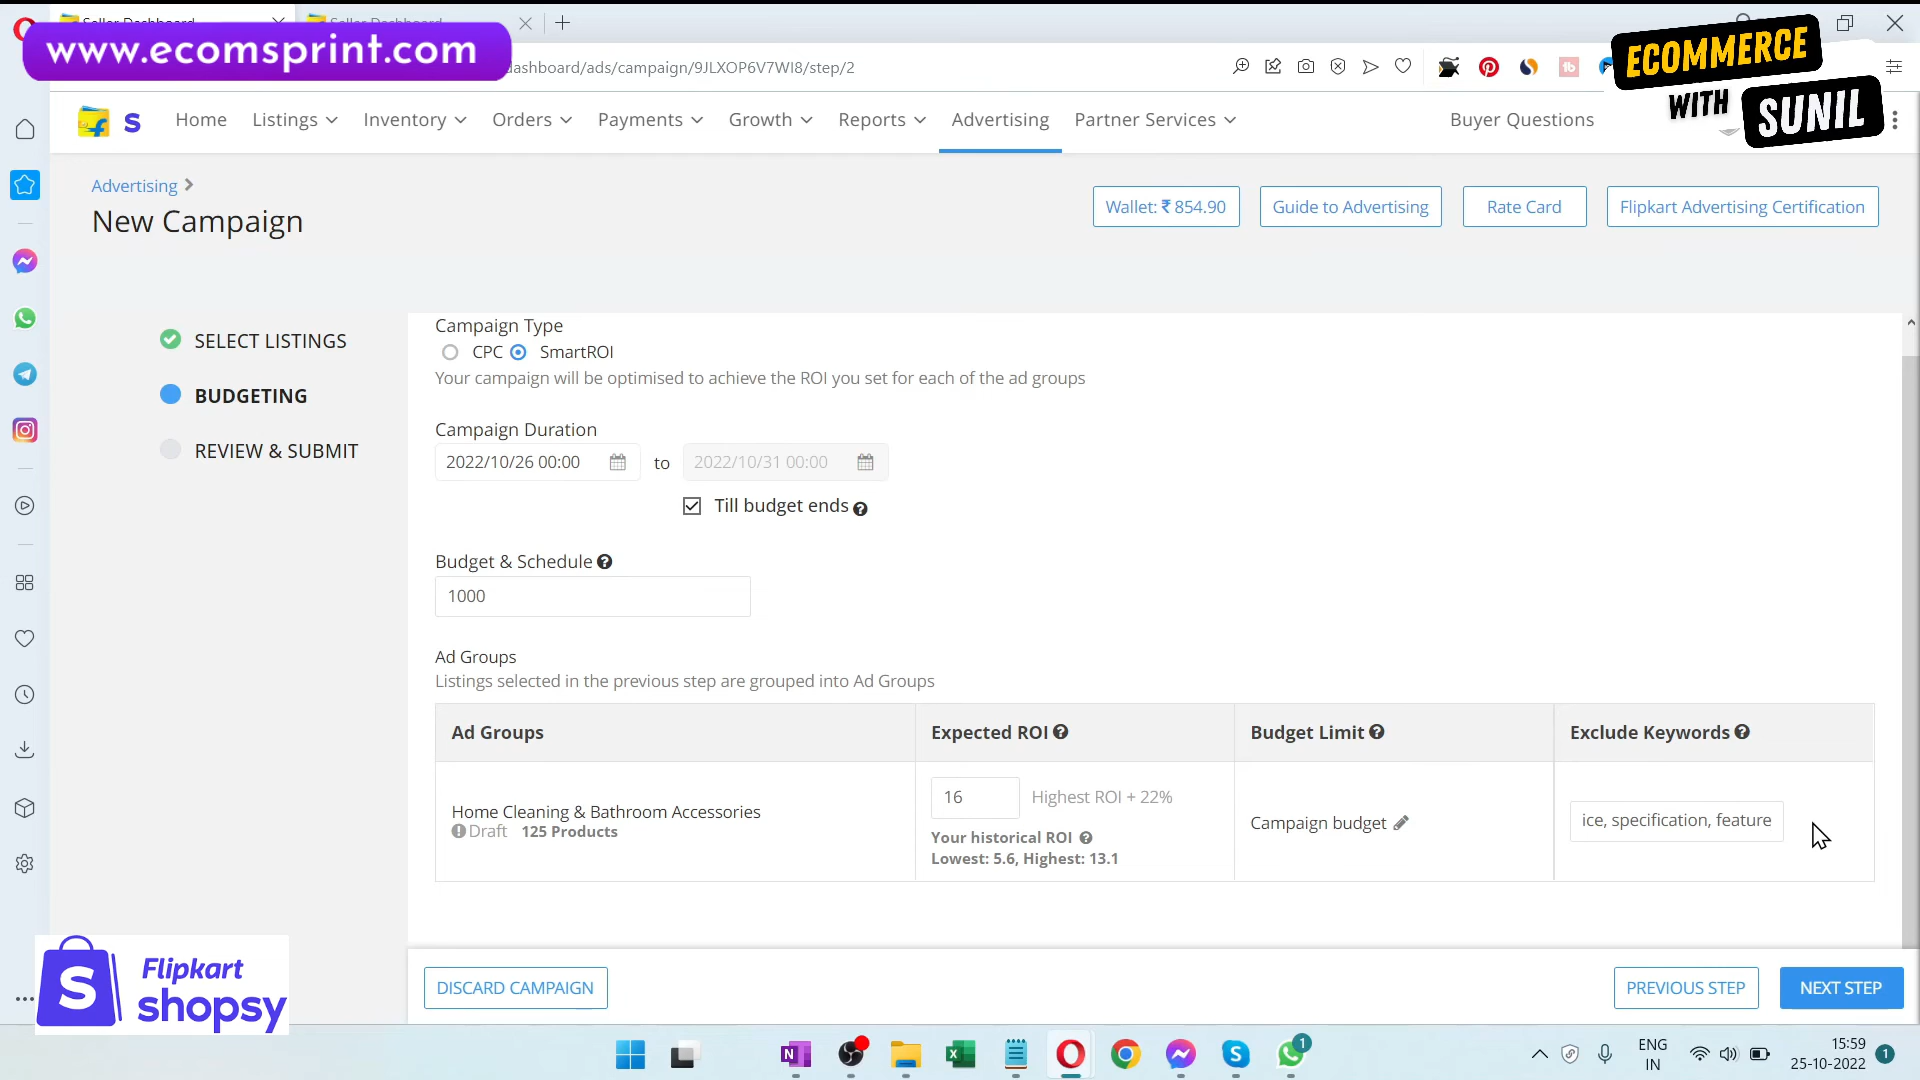 Seller Dashboard
Seller Dashboard
www.ecomsprint.com
dashboard/ads/campaign/9JLXOP6V7WI8/step/2
ECOMMERCE
WITH SUNIL
Home Listings Inventory Orders Payments Growth Reports Advertising Partner Services Buyer Questions
Advertising
New Campaign
Wallet: ₹ 854.90
Guide to Advertising
Rate Card
Flipkart Advertising Certification
SELECT LISTINGS
BUDGETING
REVIEW & SUBMIT
Campaign Type
CPC SmartROI
Your campaign will be optimised to achieve the ROI you set for each of the ad groups
Campaign Duration
2022/10/26 00:00 to 2022/10/31 00:00
Till budget ends
Budget & Schedule
1000
Ad Groups
Listings selected in the previous step are grouped into Ad Groups
Ad Groups Expected ROI Budget Limit Exclude Keywords
Home Cleaning & Bathroom Accessories
Draft 125 Products
16 Highest ROI + 22%
Your historical ROI
Lowest: 5.6, Highest: 13.1
Campaign budget
ice, specification, feature
DISCARD CAMPAIGN
PREVIOUS STEP
NEXT STEP
S
Flipkart
shopsy
1
ENG
IN
15:59
25-10-2022
1